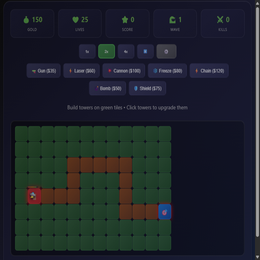 150 25 0 1 0
GOLD LIVES SCORE WAVE KILLS
Gun ($35) Laser ($60) Cannon ($100) Freeze ($80) Chain ($120)
Bomb ($50) Shield ($75)
Build towers on green tiles • Click towers to upgrade them